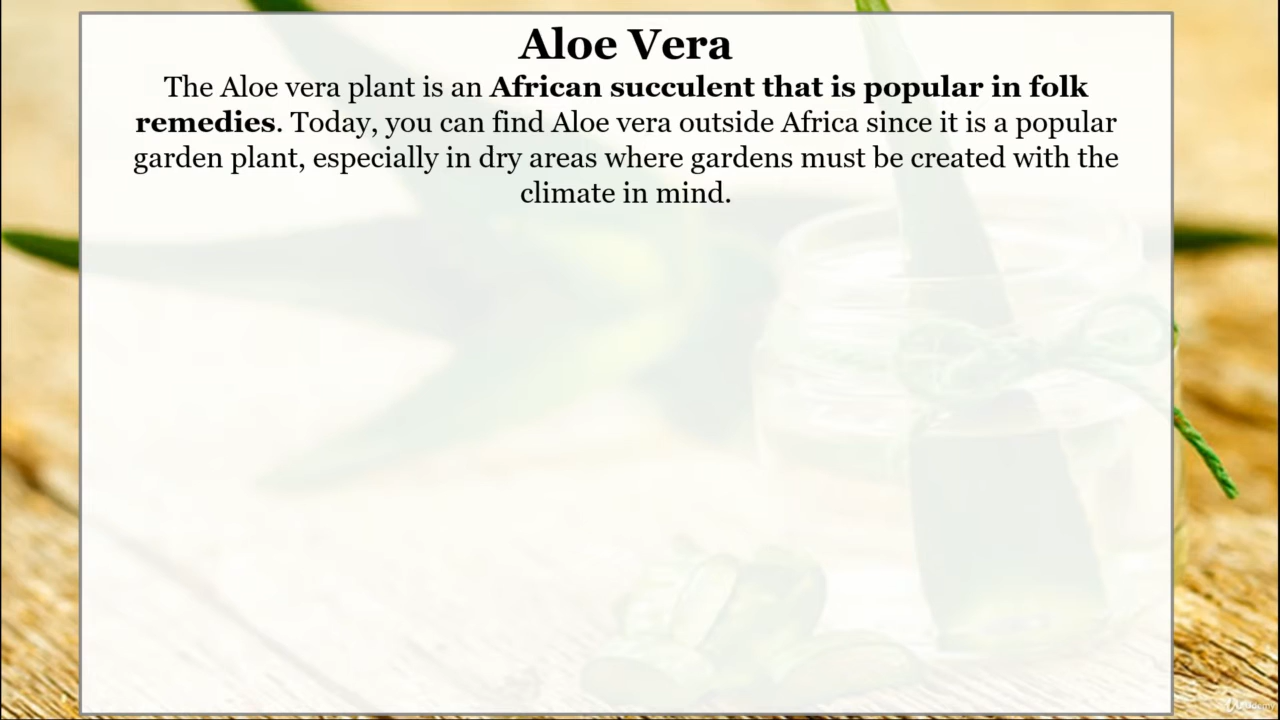 Aloe Vera
The Aloe vera plant is an African succulent that is popular in folk
remedies. Today, you can find Aloe vera outside Africa since it is a popular
garden plant, especially in dry areas where gardens must be created with the
climate in mind.